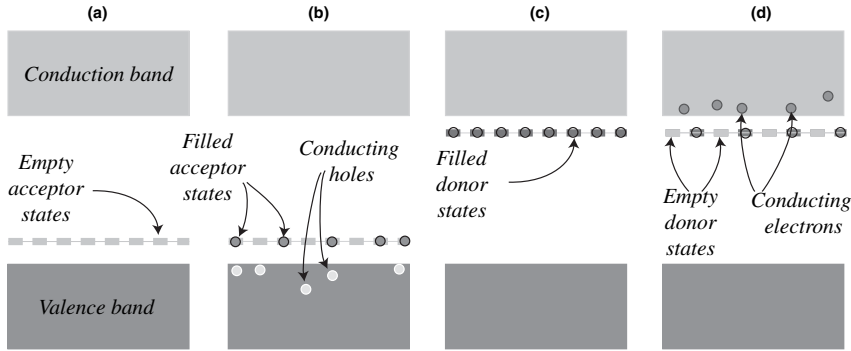 (a)
(b)
(c)
(d)
Conduction band
Empty
acceptor
states
Valence band
Filled
acceptor
states
Conducting
holes
Filled
donor
states
Empty
donor
states
Conducting
electrons